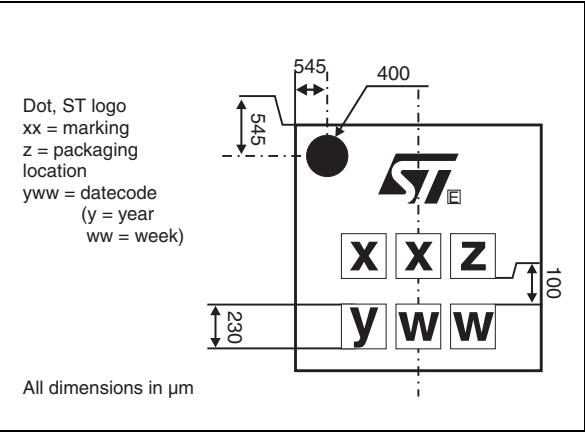 545
400
545
Dot, ST logo
xx = marking
z = packaging
location
yww = datecode
(y = year
ww = week)
ST
E
x x z
100
y w w
230
All dimensions in µm